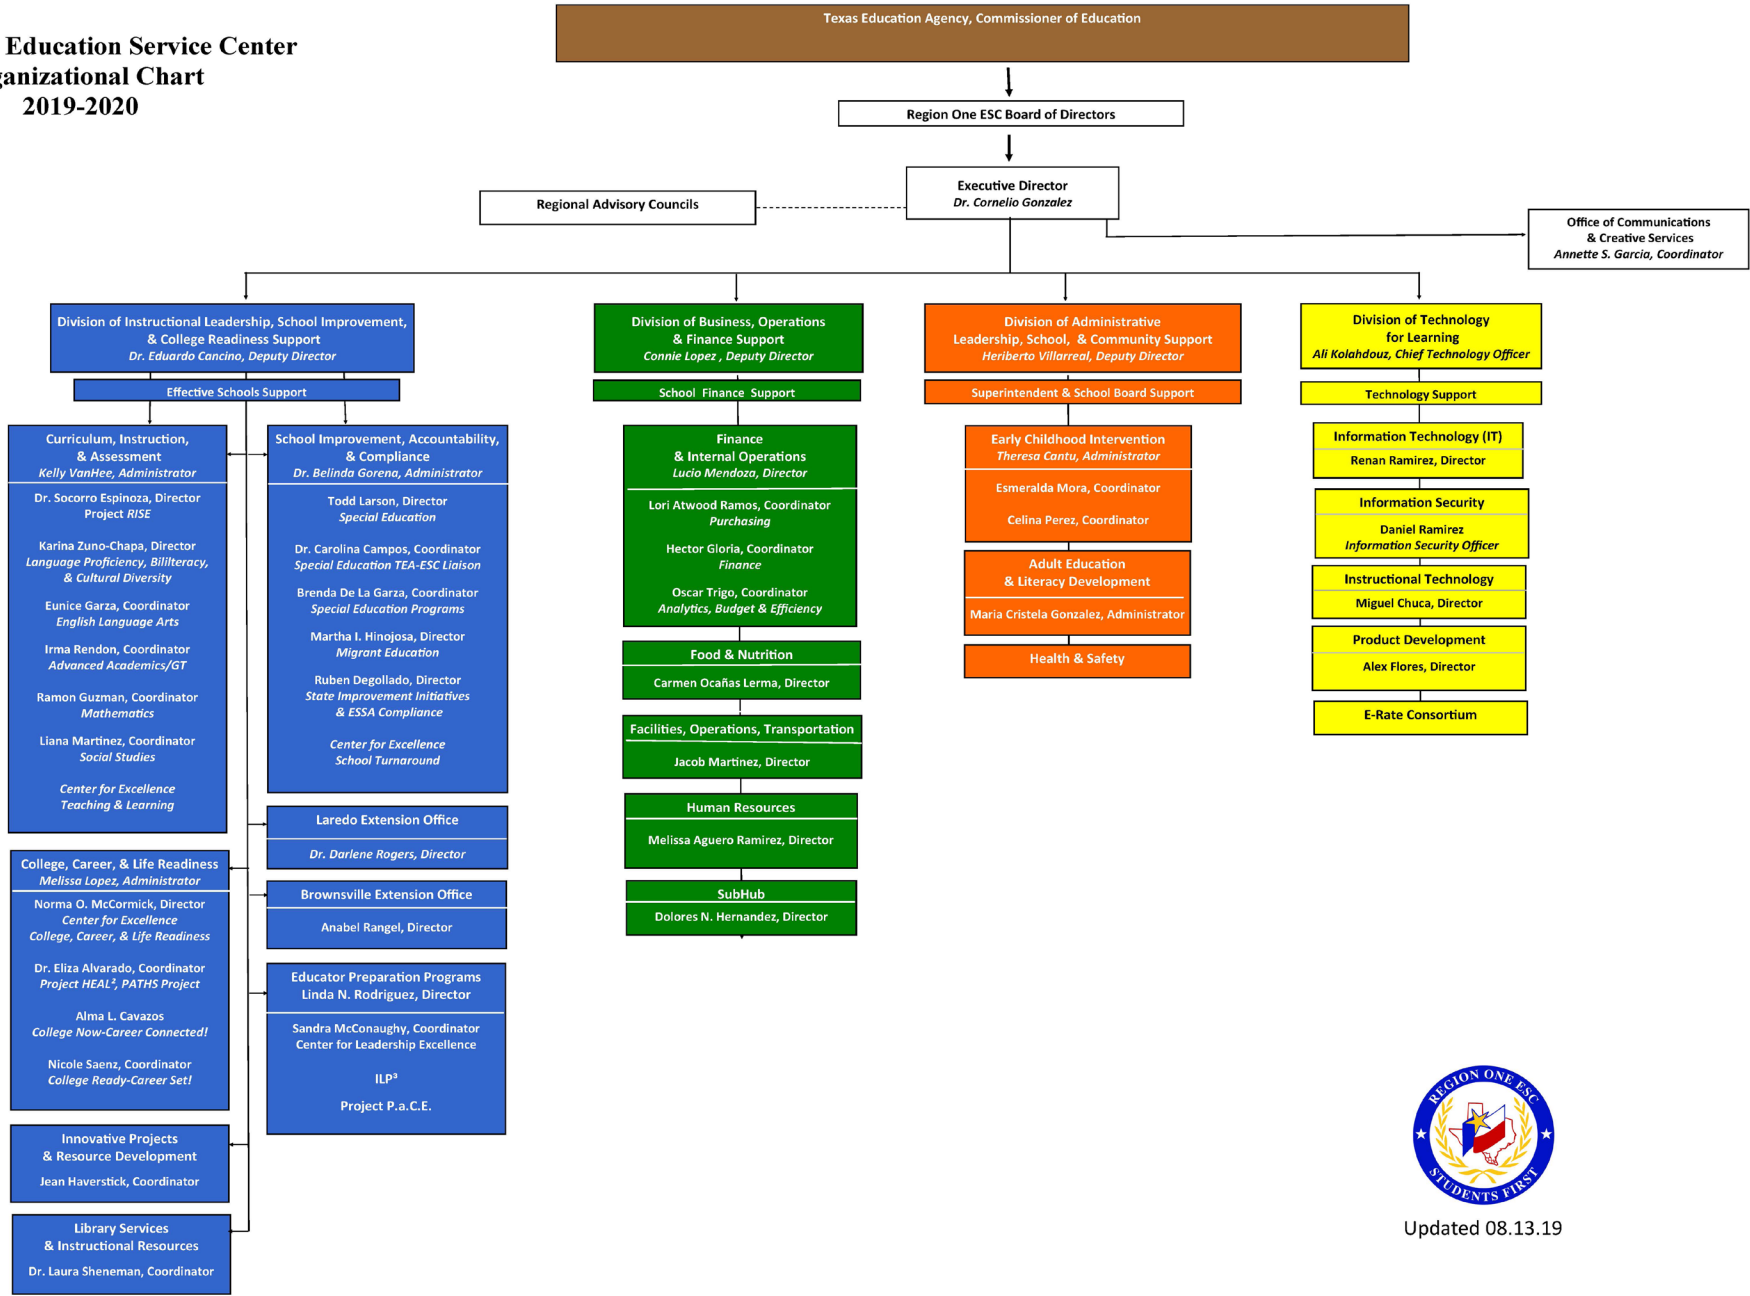 Education Service Center
ganizational Chart
2019-2020
Texas Education Agency, Commissioner of Education
Region One ESC Board of Directors
Executive Director
Dr. Cornelio Gonzalez
Regional Advisory Councils
Office of Communications
& Creative Services
Annette S. Garcia, Coordinator
Division of Instructional Leadership, School Improvement,
& College Readiness Support
Dr. Eduardo Cancino, Deputy Director
Effective Schools Support
Curriculum, Instruction,
& Assessment
Kelly VanHee, Administrator
Dr. Socorro Espinoza, Director
Project RISE
Karina Zuno-Chapa, Director
Language Proficiency, Bililteracy,
& Cultural Diversity
Eunice Garza, Coordinator
English Language Arts
Irma Rendon, Coordinator
Advanced Academics/GT
Ramon Guzman, Coordinator
Mathematics
Liana Martinez, Coordinator
Social Studies
Center for Excellence
Teaching & Learning
School Improvement, Accountability,
& Compliance
Dr. Belinda Gorena, Administrator
Todd Larson, Director
Special Education
Dr. Carolina Campos, Coordinator
Special Education TEA-ESC Liaison
Brenda De La Garza, Coordinator
Special Education Programs
Martha I. Hinojosa, Director
Migrant Education
Ruben Degollado, Director
State Improvement Initiatives
& ESSA Compliance
Center for Excellence
School Turnaround
Laredo Extension Office
Dr. Darlene Rogers, Director
Brownsville Extension Office
Anabel Rangel, Director
Educator Preparation Programs
Linda N. Rodriguez, Director
Sandra McConaughy, Coordinator
Center for Leadership Excellence
ILP³
Project P.a.C.E.
College, Career, & Life Readiness
Melissa Lopez, Administrator
Norma O. McCormick, Director
Center for Excellence
College, Career, & Life Readiness
Dr. Eliza Alvarado, Coordinator
Project HEAL², PATHS Project
Alma L. Cavazos
College Now-Career Connected!
Nicole Saenz, Coordinator
College Ready-Career Set!
Innovative Projects
& Resource Development
Jean Haverstick, Coordinator
Library Services
& Instructional Resources
Dr. Laura Sheneman, Coordinator
Division of Business, Operations
& Finance Support
Connie Lopez , Deputy Director
School Finance Support
Finance
& Internal Operations
Lucio Mendoza, Director
Lori Atwood Ramos, Coordinator
Purchasing
Hector Gloria, Coordinator
Finance
Oscar Trigo, Coordinator
Analytics, Budget & Efficiency
Food & Nutrition
Carmen Ocañas Lerma, Director
Facilities, Operations, Transportation
Jacob Martinez, Director
Human Resources
Melissa Aguero Ramirez, Director
SubHub
Dolores N. Hernandez, Director
Division of Administrative
Leadership, School, & Community Support
Heriberto Villarreal, Deputy Director
Superintendent & School Board Support
Early Childhood Intervention
Theresa Cantu, Administrator
Esmeralda Mora, Coordinator
Celina Perez, Coordinator
Adult Education
& Literacy Development
Maria Cristela Gonzalez, Administrator
Health & Safety
Division of Technology
for Learning
Ali Kolahdouz, Chief Technology Officer
Technology Support
Information Technology (IT)
Renan Ramirez, Director
Information Security
Daniel Ramirez
Information Security Officer
Instructional Technology
Miguel Chuca, Director
Product Development
Alex Flores, Director
E-Rate Consortium
REGION ONE ESC
STUDENTS FIRST
Updated 08.13.19